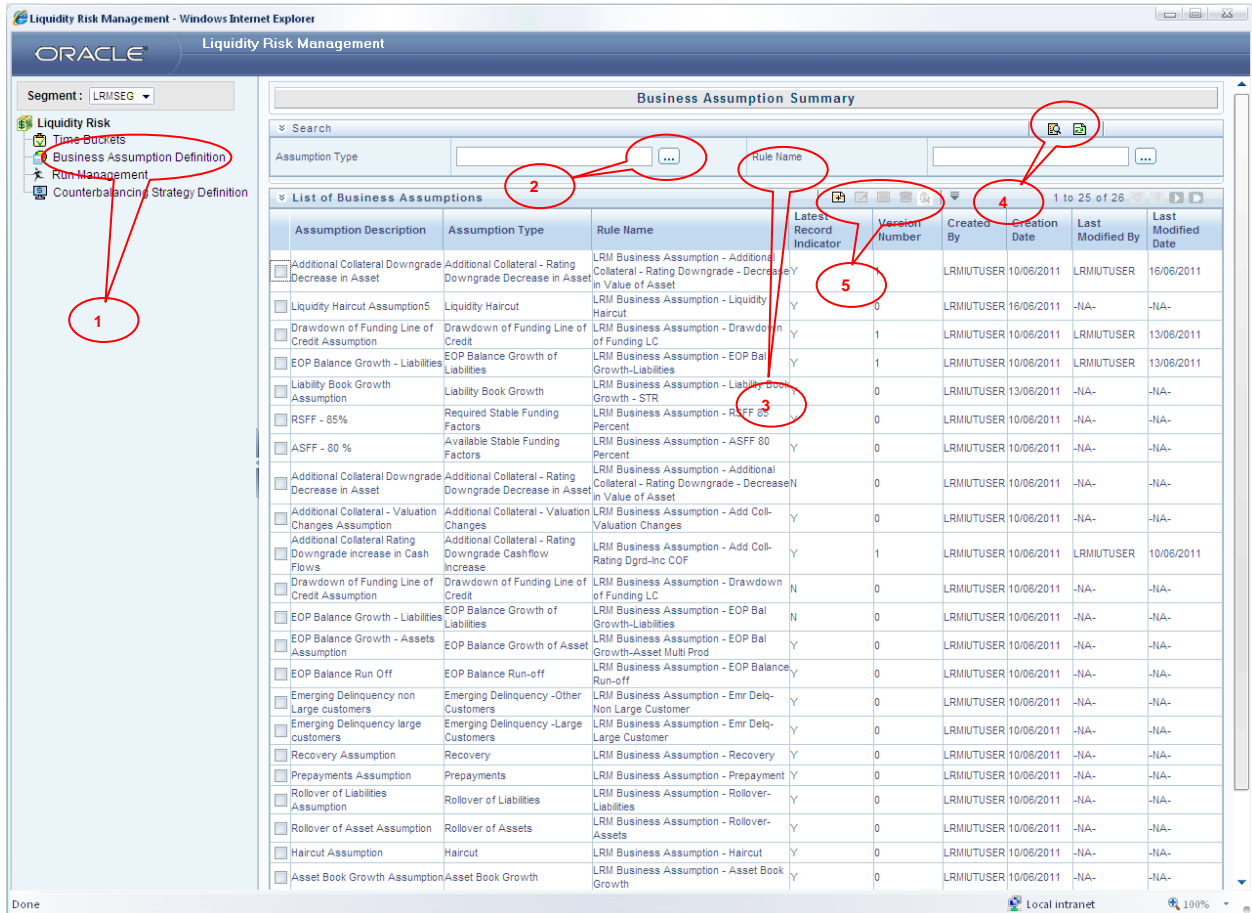 Liquidity Risk Management - Windows Internet Explorer
ORACLE
Liquidity Risk Management
Segment : LRMSEG
Liquidity Risk
Time Buckets
Business Assumption Definition
Run Management
Counterbalancing Strategy Definition
1
Business Assumption Summary
Search
Assumption Type
...
Rule Name
...
2
4
List of Business Assumptions
1 to 25 of 26
Assumption Description Assumption Type Rule Name Latest Record Indicator Version Number Created By Creation Date Last Modified By Last Modified Date
Additional Collateral Downgrade Decrease in Asset Additional Collateral - Rating Downgrade Decrease in Asset LRM Business Assumption - Additional Collateral - Rating Downgrade - Decrease in Value of Asset Y 1 LRMIUTUSER 10/06/2011 LRMIUTUSER 16/06/2011
5
Liquidity Haircut Assumption5 Liquidity Haircut LRM Business Assumption - Liquidity Haircut Y 0 LRMIUTUSER 16/06/2011 -NA- -NA-
Drawdown of Funding Line of Credit Assumption Drawdown of Funding Line of Credit LRM Business Assumption - Drawdown of Funding LC Y 1 LRMIUTUSER 10/06/2011 LRMIUTUSER 13/06/2011
EOP Balance Growth - Liabilities EOP Balance Growth of Liabilities LRM Business Assumption - EOP Bal Growth-Liabilities Y 1 LRMIUTUSER 10/06/2011 LRMIUTUSER 13/06/2011
Liability Book Growth Assumption Liability Book Growth LRM Business Assumption - Liability Book Growth - STR Y 0 LRMIUTUSER 13/06/2011 -NA- -NA-
3
RSFF - 85% Required Stable Funding Factors LRM Business Assumption - RSFF 85 Percent Y 0 LRMIUTUSER 10/06/2011 -NA- -NA-
ASFF - 80 % Available Stable Funding Factors LRM Business Assumption - ASFF 80 Percent Y 0 LRMIUTUSER 10/06/2011 -NA- -NA-
Additional Collateral Downgrade Decrease in Asset Additional Collateral - Rating Downgrade Decrease in Asset LRM Business Assumption - Additional Collateral - Rating Downgrade - Decrease in Value of Asset N 0 LRMIUTUSER 10/06/2011 -NA- -NA-
Additional Collateral - Valuation Changes Assumption Additional Collateral - Valuation Changes LRM Business Assumption - Add Coll-Valuation Changes Y 0 LRMIUTUSER 10/06/2011 -NA- -NA-
Additional Collateral Rating Downgrade increase in Cash Flows Additional Collateral - Rating Downgrade Cashflow Increase LRM Business Assumption - Add Coll-Rating Dgrd-Inc COF Y 1 LRMIUTUSER 10/06/2011 LRMIUTUSER 10/06/2011
Drawdown of Funding Line of Credit Assumption Drawdown of Funding Line of Credit LRM Business Assumption - Drawdown of Funding LC N 0 LRMIUTUSER 10/06/2011 -NA- -NA-
EOP Balance Growth - Liabilities EOP Balance Growth of Liabilities LRM Business Assumption - EOP Bal Growth-Liabilities N 0 LRMIUTUSER 10/06/2011 -NA- -NA-
EOP Balance Growth - Assets Assumption EOP Balance Growth of Asset LRM Business Assumption - EOP Bal Growth-Asset Multi Prod Y 0 LRMIUTUSER 10/06/2011 -NA- -NA-
EOP Balance Run Off EOP Balance Run-off LRM Business Assumption - EOP Balance Run-off Y 0 LRMIUTUSER 10/06/2011 -NA- -NA-
Emerging Delinquency non Large customers Emerging Delinquency -Other Customers LRM Business Assumption - Emr Delq-Non Large Customer Y 0 LRMIUTUSER 10/06/2011 -NA- -NA-
Emerging Delinquency large customers Emerging Delinquency -Large Customers LRM Business Assumption - Emr Delq-Large Customer Y 0 LRMIUTUSER 10/06/2011 -NA- -NA-
Recovery Assumption Recovery LRM Business Assumption - Recovery Y 0 LRMIUTUSER 10/06/2011 -NA- -NA-
Prepayments Assumption Prepayments LRM Business Assumption - Prepayment Y 0 LRMIUTUSER 10/06/2011 -NA- -NA-
Rollover of Liabilities Assumption Rollover of Liabilities LRM Business Assumption - Rollover-Liabilities Y 0 LRMIUTUSER 10/06/2011 -NA- -NA-
Rollover of Asset Assumption Rollover of Assets LRM Business Assumption - Rollover-Assets Y 0 LRMIUTUSER 10/06/2011 -NA- -NA-
Haircut Assumption Haircut LRM Business Assumption - Haircut Y 0 LRMIUTUSER 10/06/2011 -NA- -NA-
Asset Book Growth Assumption Asset Book Growth LRM Business Assumption - Asset Book Growth Y 0 LRMIUTUSER 10/06/2011 -NA- -NA-
Done
Local intranet
100%